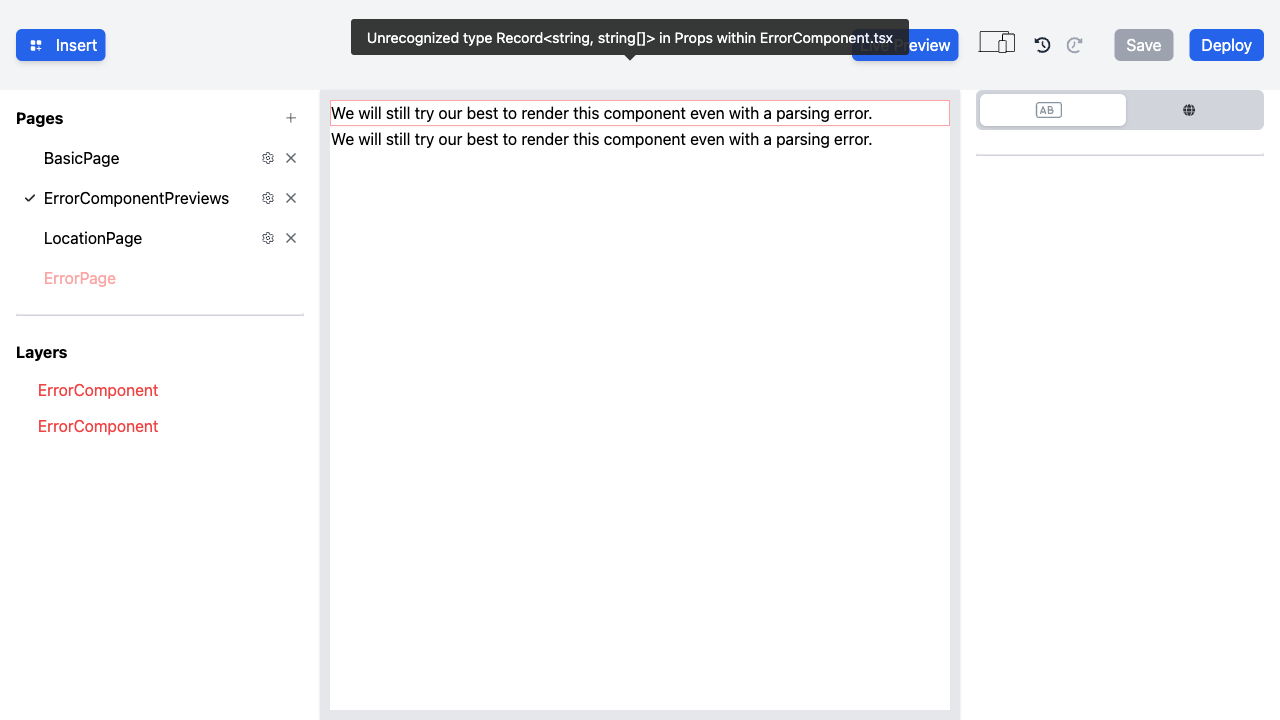 Insert
Unrecognized type Record<string, string[]> in Props within ErrorComponent.tsx
Live Preview
Save
Deploy
Pages
BasicPage
ErrorComponentPreviews
LocationPage
ErrorPage
Layers
ErrorComponent
ErrorComponent
We will still try our best to render this component even with a parsing error.
We will still try our best to render this component even with a parsing error.
AB